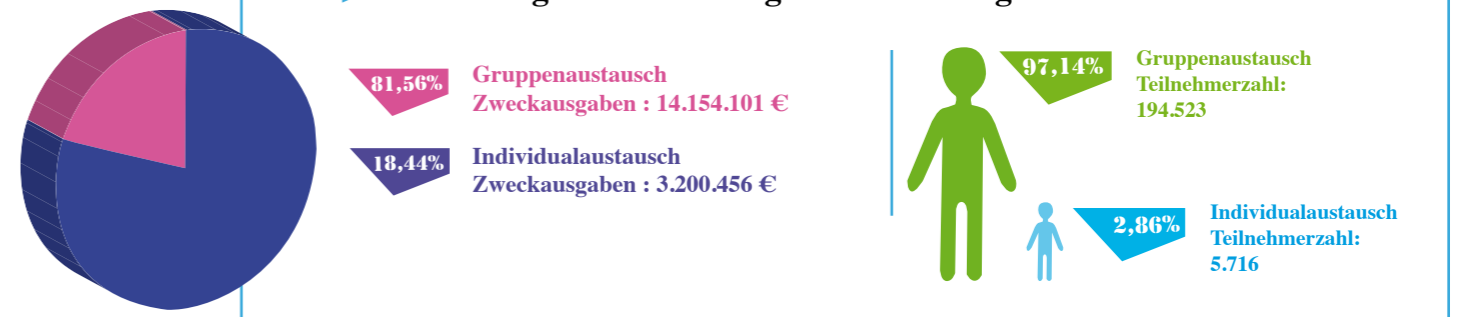 81,56%
Gruppenaustausch
Zweckausgaben : 14.154.101 €
18,44%
Individualaustausch
Zweckausgaben : 3.200.456 €
97,14%
Gruppenaustausch
Teilnehmerzahl:
194.523
2,86%
Individualaustausch
Teilnehmerzahl:
5.716